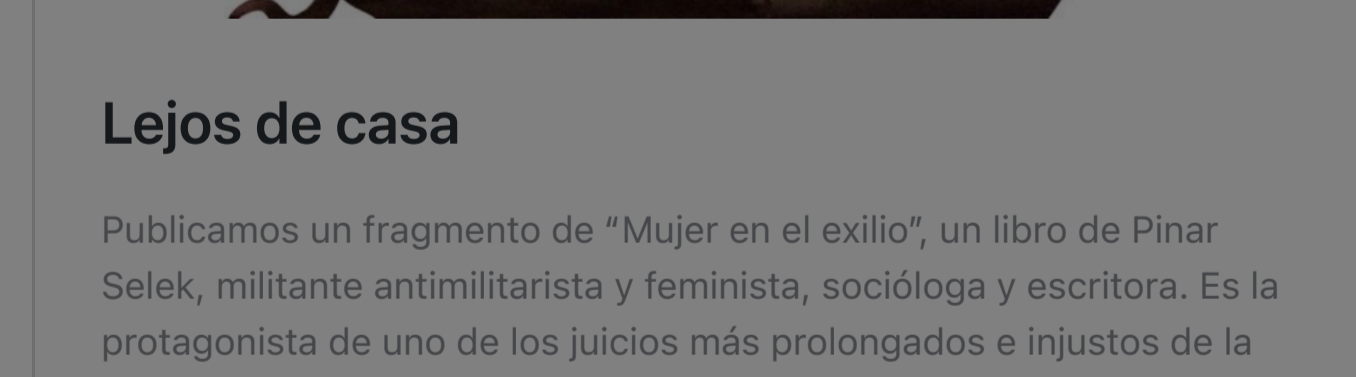 Lejos de casa
Publicamos un fragmento de “Mujer en el exilio”, un libro de Pinar
Selek, militante antimilitarista y feminista, socióloga y escritora. Es la
protagonista de uno de los juicios más prolongados e injustos de la